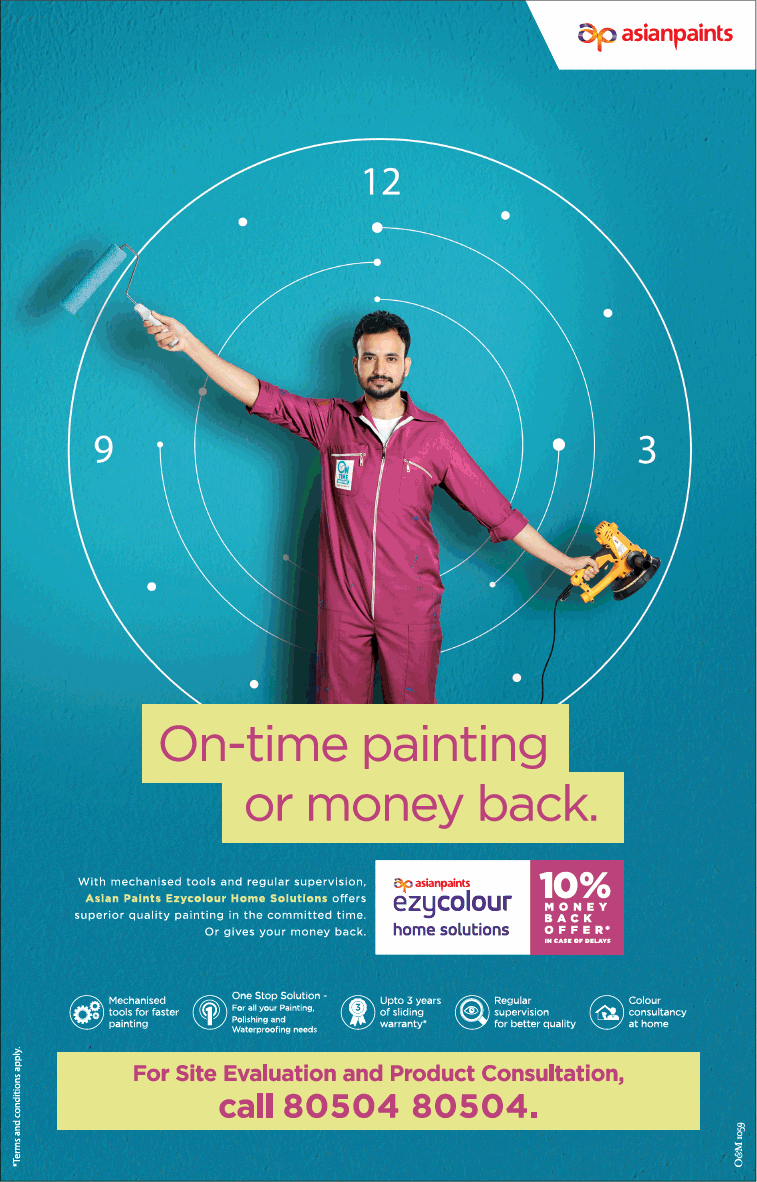 asianpaints
12
9
3
ON
TIME
On-time painting
or money back.
With mechanised tools and regular supervision,
Asian Paints Ezycolour Home Solutions offers
superior quality painting in the committed time.
Or gives your money back.
asianpaints
ezycolour
home solutions
10%
MONEY
BACK
OFFER*
IN CASE OF DELAYS
Mechanised
tools for faster
painting
One Stop Solution -
For all your Painting,
Polishing and
Waterproofing needs
3
Upto 3 years
of sliding
warranty*
Regular
supervision
for better quality
Colour
consultancy
at home
For Site Evaluation and Product Consultation,
call 80504 80504.
*Terms and conditions apply.
O&M 1059